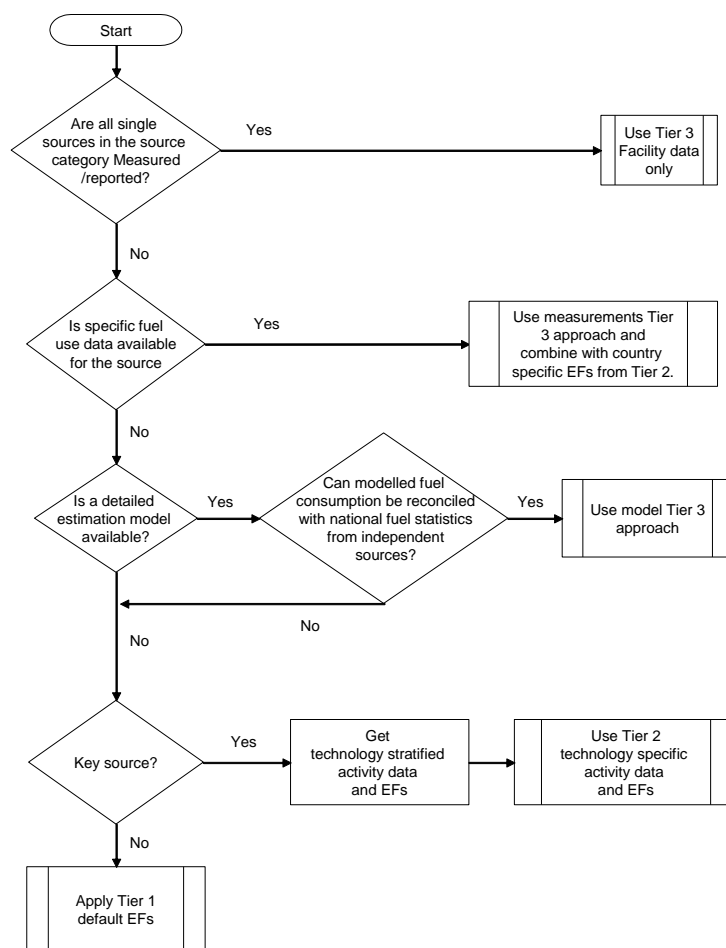 Start
Are all single
sources in the source
category Measured
/reported?
Yes
Use Tier 3
Facility data
only
No
Is specific fuel
use data available
for the source
Yes
Use measurements Tier
3 approach and
combine with country
specific EFs from Tier 2.
No
Is a detailed
estimation model
available?
Yes
Can modelled fuel
consumption be reconciled
with national fuel statistics
from independent
sources?
Yes
Use model Tier 3
approach
No
No
Key source?
Yes
Get
technology stratified
activity data
and EFs
Use Tier 2
technology specific
activity data
and EFs
No
Apply Tier 1
default EFs